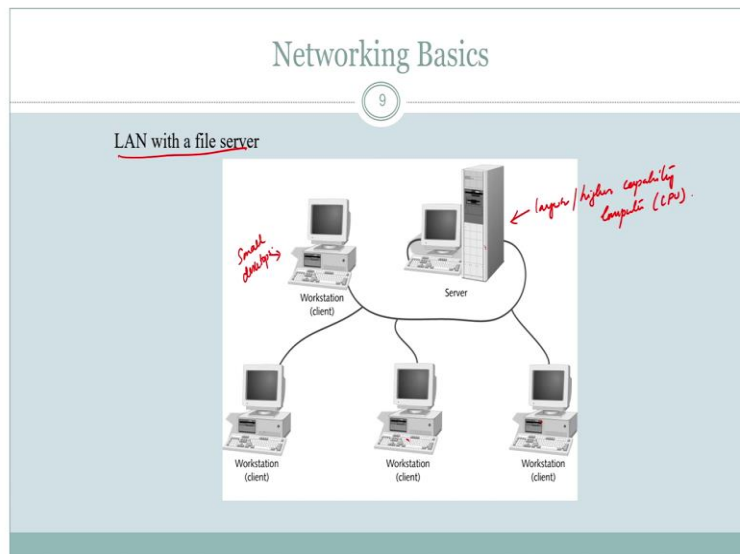 Networking Basics
9
LAN with a file server
larger/higher capability
Computer (CPU).
Small
desktop
Workstation
(client)
Server
Workstation
(client)
Workstation
(client)
Workstation
(client)